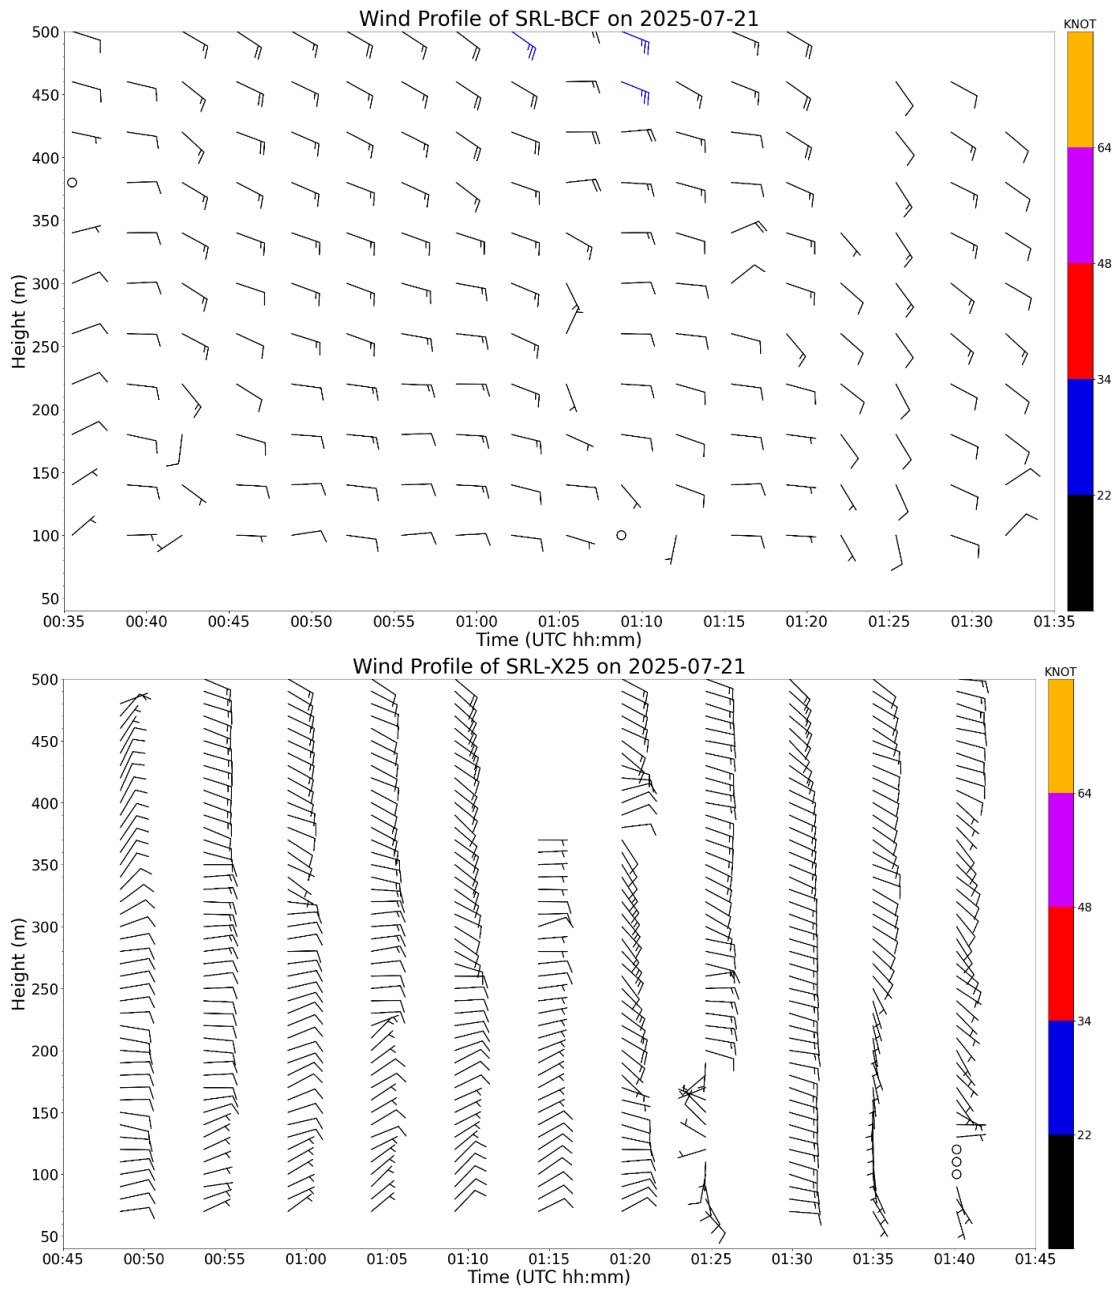 Wind Profile of SRL-BCF on 2025-07-21
KNOT
500
450
400
350
300
250
200
150
100
50
Height (m)
64
48
34
22
00:35 00:40 00:45 00:50 00:55 01:00 01:05 01:10 01:15 01:20 01:25 01:30 01:35
Time (UTC hh:mm)
Wind Profile of SRL-X25 on 2025-07-21
KNOT
500
450
400
350
300
250
200
150
100
50
Height (m)
64
48
34
22
00:45 00:50 00:55 01:00 01:05 01:10 01:15 01:20 01:25 01:30 01:35 01:40 01:45
Time (UTC hh:mm)